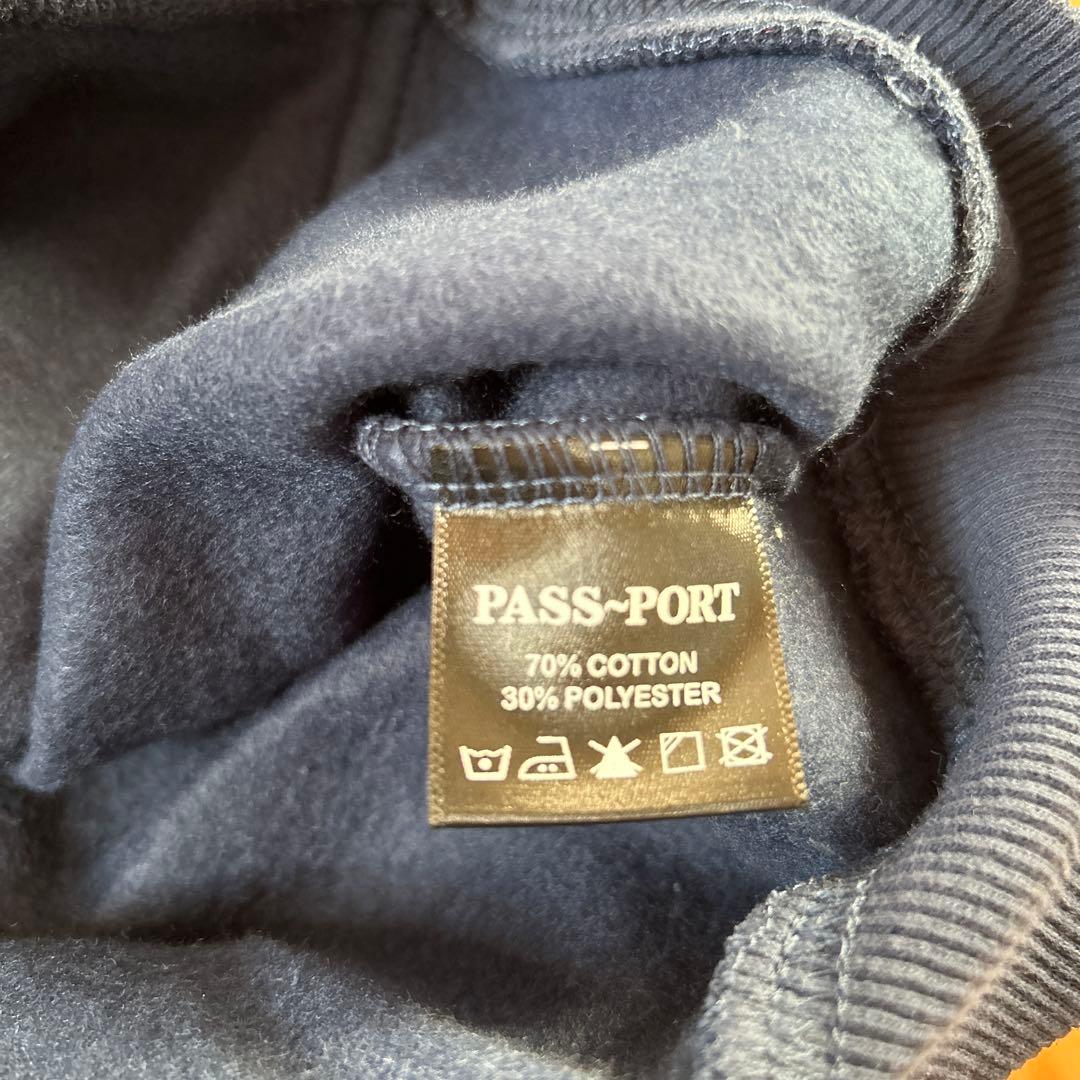 PASS~PORT
70% COTTON
30% POLYESTER